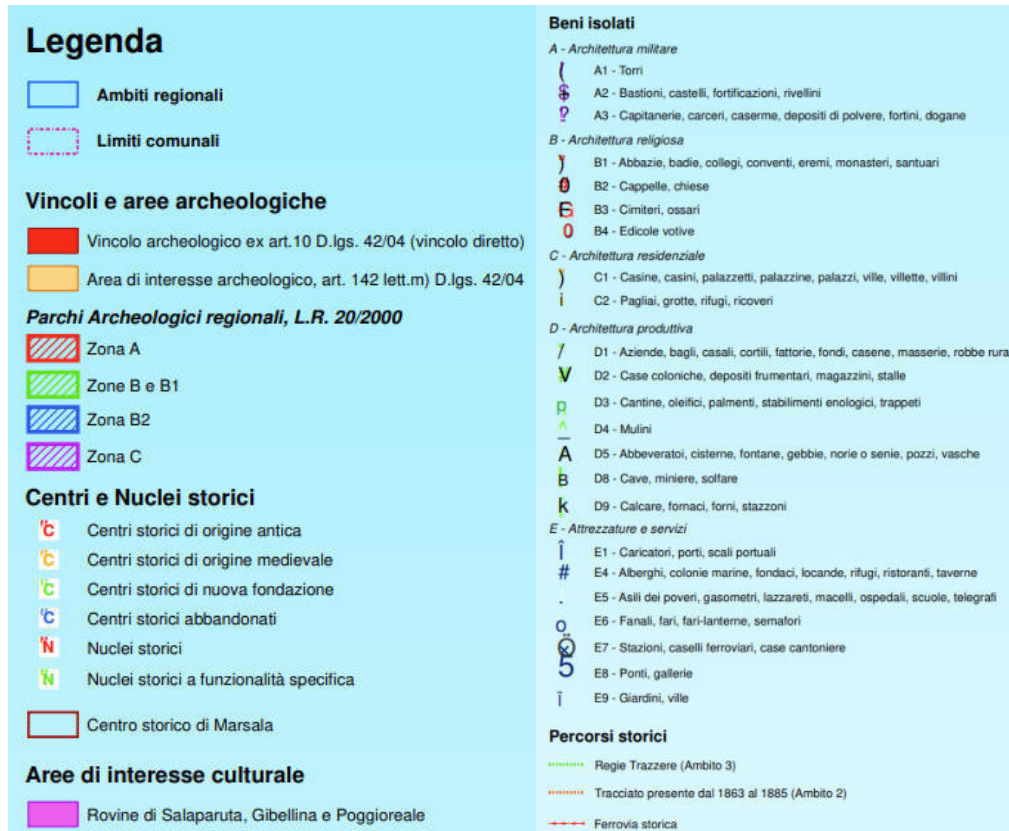 Legenda
Ambiti regionali
Limiti comunali
Vincoli e aree archeologiche
Vincolo archeologico ex art.10 D.lgs. 42/04 (vincolo diretto)
Area di interesse archeologico, art. 142 lett.m) D.lgs. 42/04
Parchi Archeologici regionali, L.R. 20/2000
Zona A
Zone B e B1
Zona B2
Zona C
Centri e Nuclei storici
C Centri storici di origine antica
C Centri storici di origine medievale
C Centri storici di nuova fondazione
C Centri storici abbandonati
N Nuclei storici
N Nuclei storici a funzionalità specifica
Centro storico di Marsala
Aree di interesse culturale
Rovine di Salaparuta, Gibellina e Poggioreale
Beni isolati
A - Architettura militare
( A1 - Torri
$ A2 - Bastioni, castelli, fortificazioni, rivellini
? A3 - Capitanerie, carceri, caserme, depositi di polvere, fortini, dogane
B - Architettura religiosa
) B1 - Abbazie, badie, collegi, conventi, eremi, monasteri, santuari
B2 - Cappelle, chiese
B3 - Cimiteri, ossari
0 B4 - Edicole votive
C - Architettura residenziale
) C1 - Casine, casini, palazzetti, palazzine, palazzi, ville, villette, villini
i C2 - Pagliai, grotte, rifugi, ricoveri
D - Architettura produttiva
/ D1 - Aziende, bagli, casali, cortili, fattorie, fondi, casene, masserie, robbe rura
V D2 - Case coloniche, depositi frumentari, magazzini, stalle
p D3 - Cantine, oleifici, palmenti, stabilimenti enologici, trappeti
^ D4 - Mulini
A D5 - Abbeveratoi, cisterne, fontane, gebbie, norie o senie, pozzi, vasche
B D8 - Cave, miniere, solfare
k D9 - Calcare, fornaci, forni, stazzoni
E - Attrezzature e servizi
Î E1 - Caricatori, porti, scali portuali
# E4 - Alberghi, colonie marine, fondaci, locande, rifugi, ristoranti, taverne
. E5 - Asili dei poveri, gasometri, lazzareti, macelli, ospedali, scuole, telegrafi
o E6 - Fanali, fari, fari-lanterne, semafori
E7 - Stazioni, caselli ferroviari, case cantoniere
5 E8 - Ponti, gallerie
ï E9 - Giardini, ville
Percorsi storici
Regie Trazzere (Ambito 3)
Tracciato presente dal 1863 al 1885 (Ambito 2)
Ferrovia storica